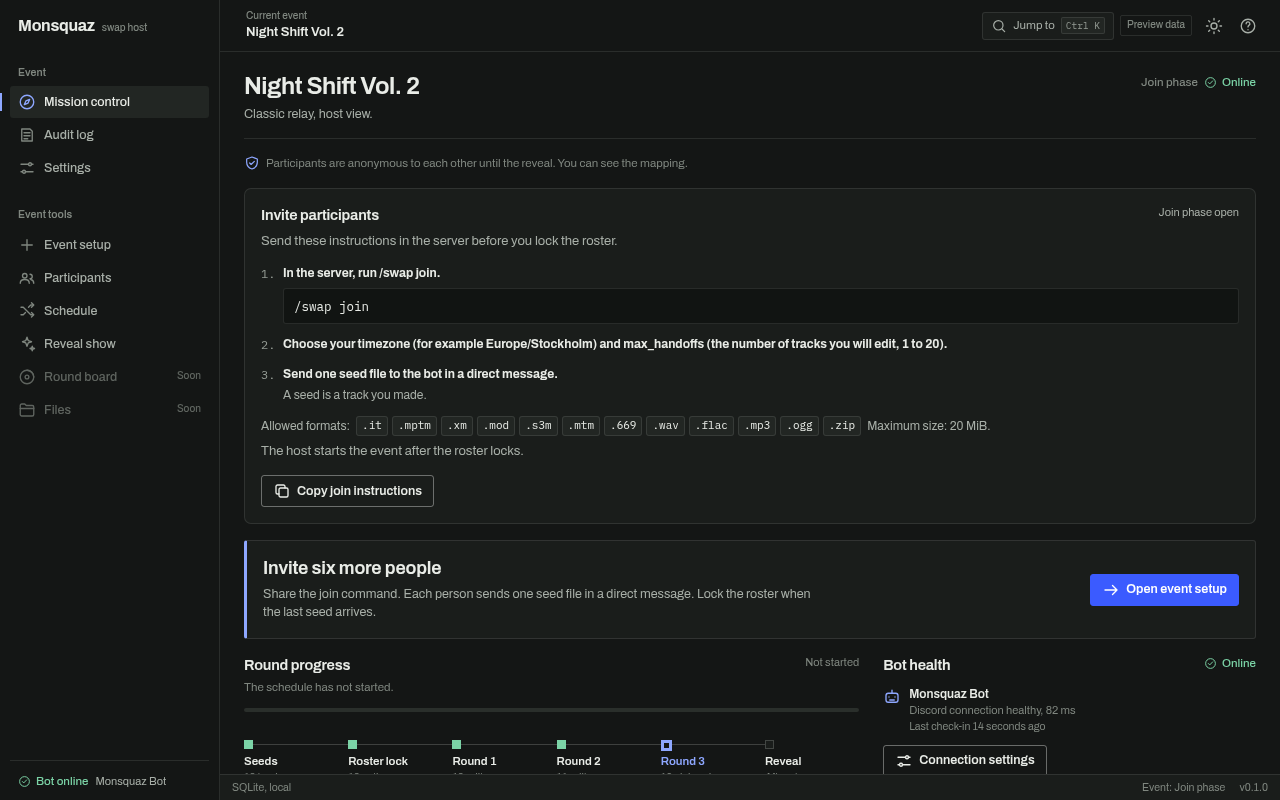 Monsquaz swap host
Event
Mission control
Audit log
Settings
Event tools
Event setup
Participants
Schedule
Reveal show
Round board Soon
Files Soon
Bot online Monsquaz Bot
Current event
Night Shift Vol. 2
Jump to Ctrl K
Preview data
Night Shift Vol. 2
Classic relay, host view.
Join phase Online
Participants are anonymous to each other until the reveal. You can see the mapping.
Invite participants
Join phase open
Send these instructions in the server before you lock the roster.
1. In the server, run /swap join.
/swap join
2. Choose your timezone (for example Europe/Stockholm) and max_handoffs (the number of tracks you will edit, 1 to 20).
3. Send one seed file to the bot in a direct message.
A seed is a track you made.
Allowed formats: .it .mptm .xm .mod .s3m .mtm .669 .wav .flac .mp3 .ogg .zip Maximum size: 20 MiB.
The host starts the event after the roster locks.
Copy join instructions
Invite six more people
Share the join command. Each person sends one seed file in a direct message. Lock the roster when
the last seed arrives.
Open event setup
Round progress
Not started
The schedule has not started.
Seeds Roster lock Round 1 Round 2 Round 3 Reveal
Bot health
Online
Monsquaz Bot
Discord connection healthy, 82 ms
Last check-in 14 seconds ago
Connection settings
SQLite, local
Event: Join phase v0.1.0